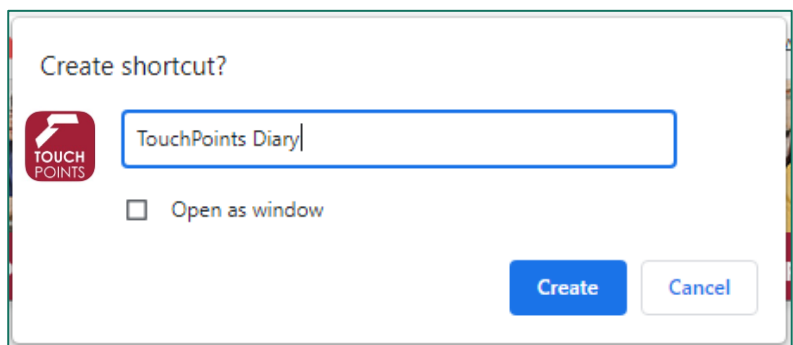 Create shortcut?
TOUCH
POINTS
TouchPoints Diary
Open as window
Create Cancel